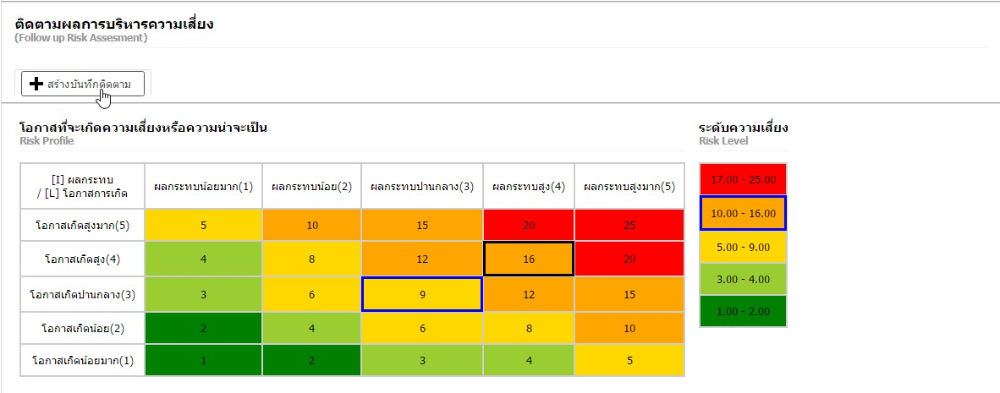 ติดตามผลการบริหารความเสี่ยง
(Follow up Risk Assesment)
สร้างบันทึกติดตาม
โอกาสที่จะเกิดความเสี่ยงหรือความน่าจะเป็น
Risk Profile
[I] ผลกระทบ
/ [L] โอกาสการเกิด
ผลกระทบน้อยมาก(1)
ผลกระทบน้อย(2)
ผลกระทบปานกลาง(3)
ผลกระทบสูง(4)
ผลกระทบสูงมาก(5)
โอกาสเกิดสูงมาก(5) 5 10 15 20 25
โอกาสเกิดสูง(4) 4 8 12 16 20
โอกาสเกิดปานกลาง(3) 3 6 9 12 15
โอกาสเกิดน้อย(2) 2 4 6 8 10
โอกาสเกิดน้อยมาก(1) 1 2 3 4 5
ระดับความเสี่ยง
Risk Level
17.00 - 25.00
10.00 - 16.00
5.00 - 9.00
3.00 - 4.00
1.00 - 2.00